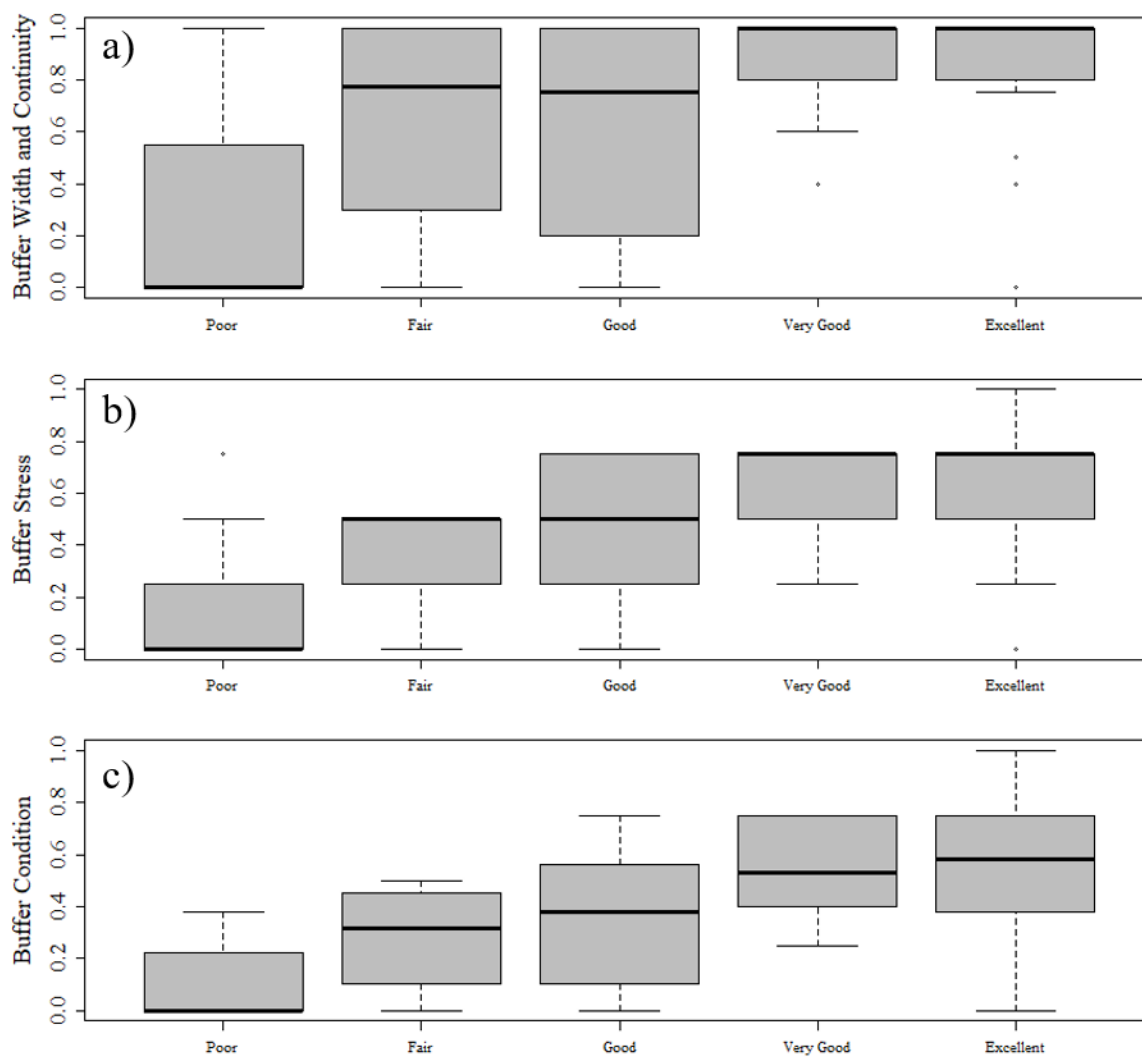 a)
Buffer Width and Continuity
1.0
0.8
0.6
0.4
0.2
0.0
Poor Fair Good Very Good Excellent
b)
Buffer Stress
1.0
0.8
0.6
0.4
0.2
0.0
Poor Fair Good Very Good Excellent
c)
Buffer Condition
1.0
0.8
0.6
0.4
0.2
0.0
Poor Fair Good Very Good Excellent